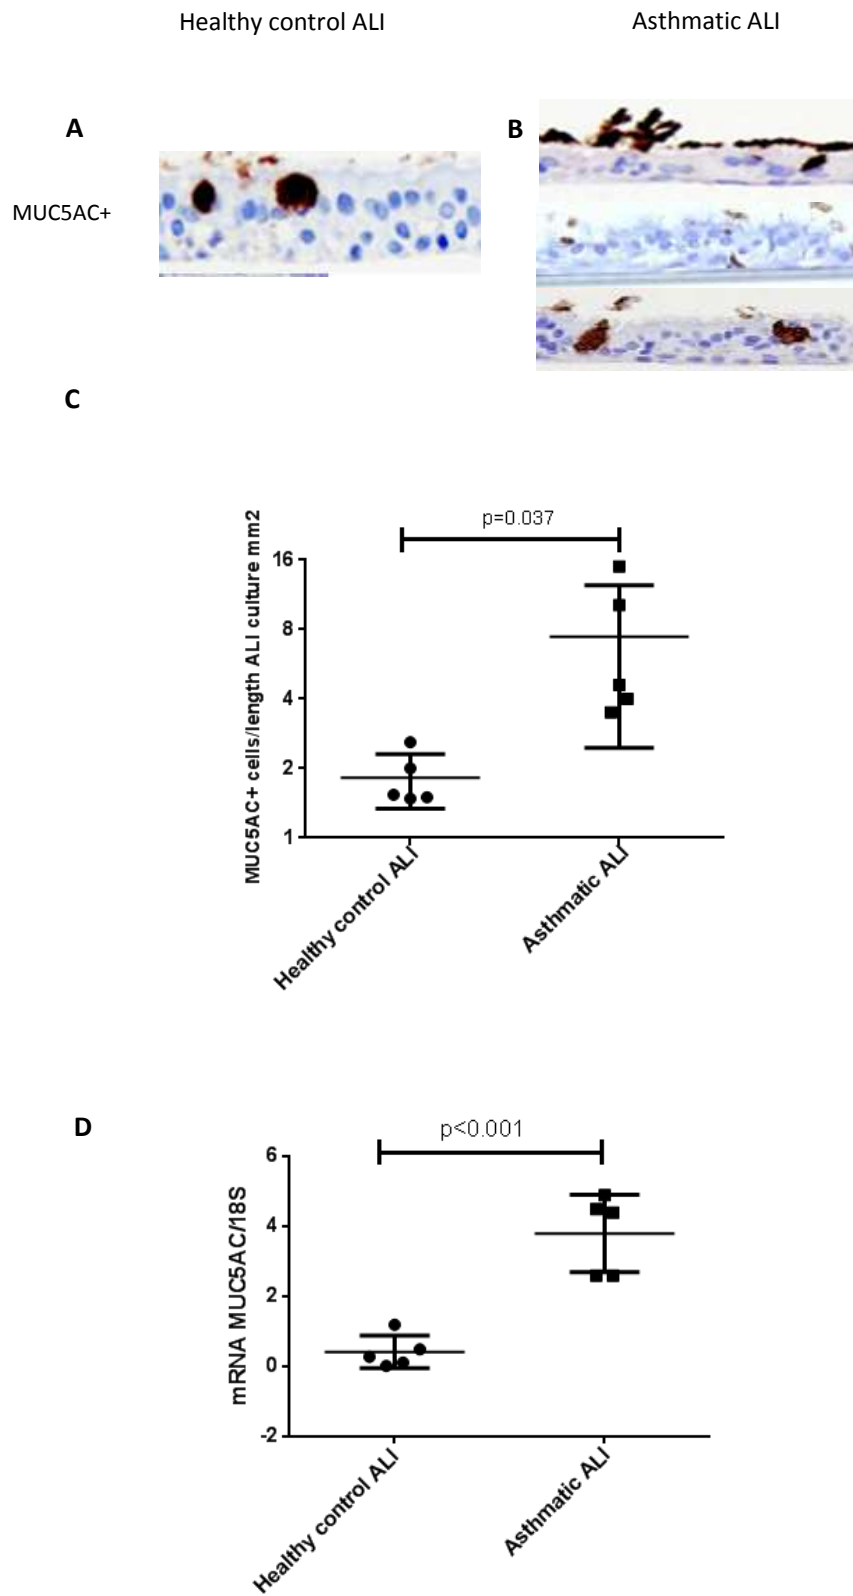 Healthy control ALI
Asthmatic ALI
A
B
MUC5AC+
C
p=0.037
MUC5AC+ cells/length ALI culture mm2
16
8
4
2
1
Healthy control ALI
Asthmatic ALI
D
p<0.001
mRNA MUC5AC/18S
6
4
2
0
-2
Healthy control ALI
Asthmatic ALI